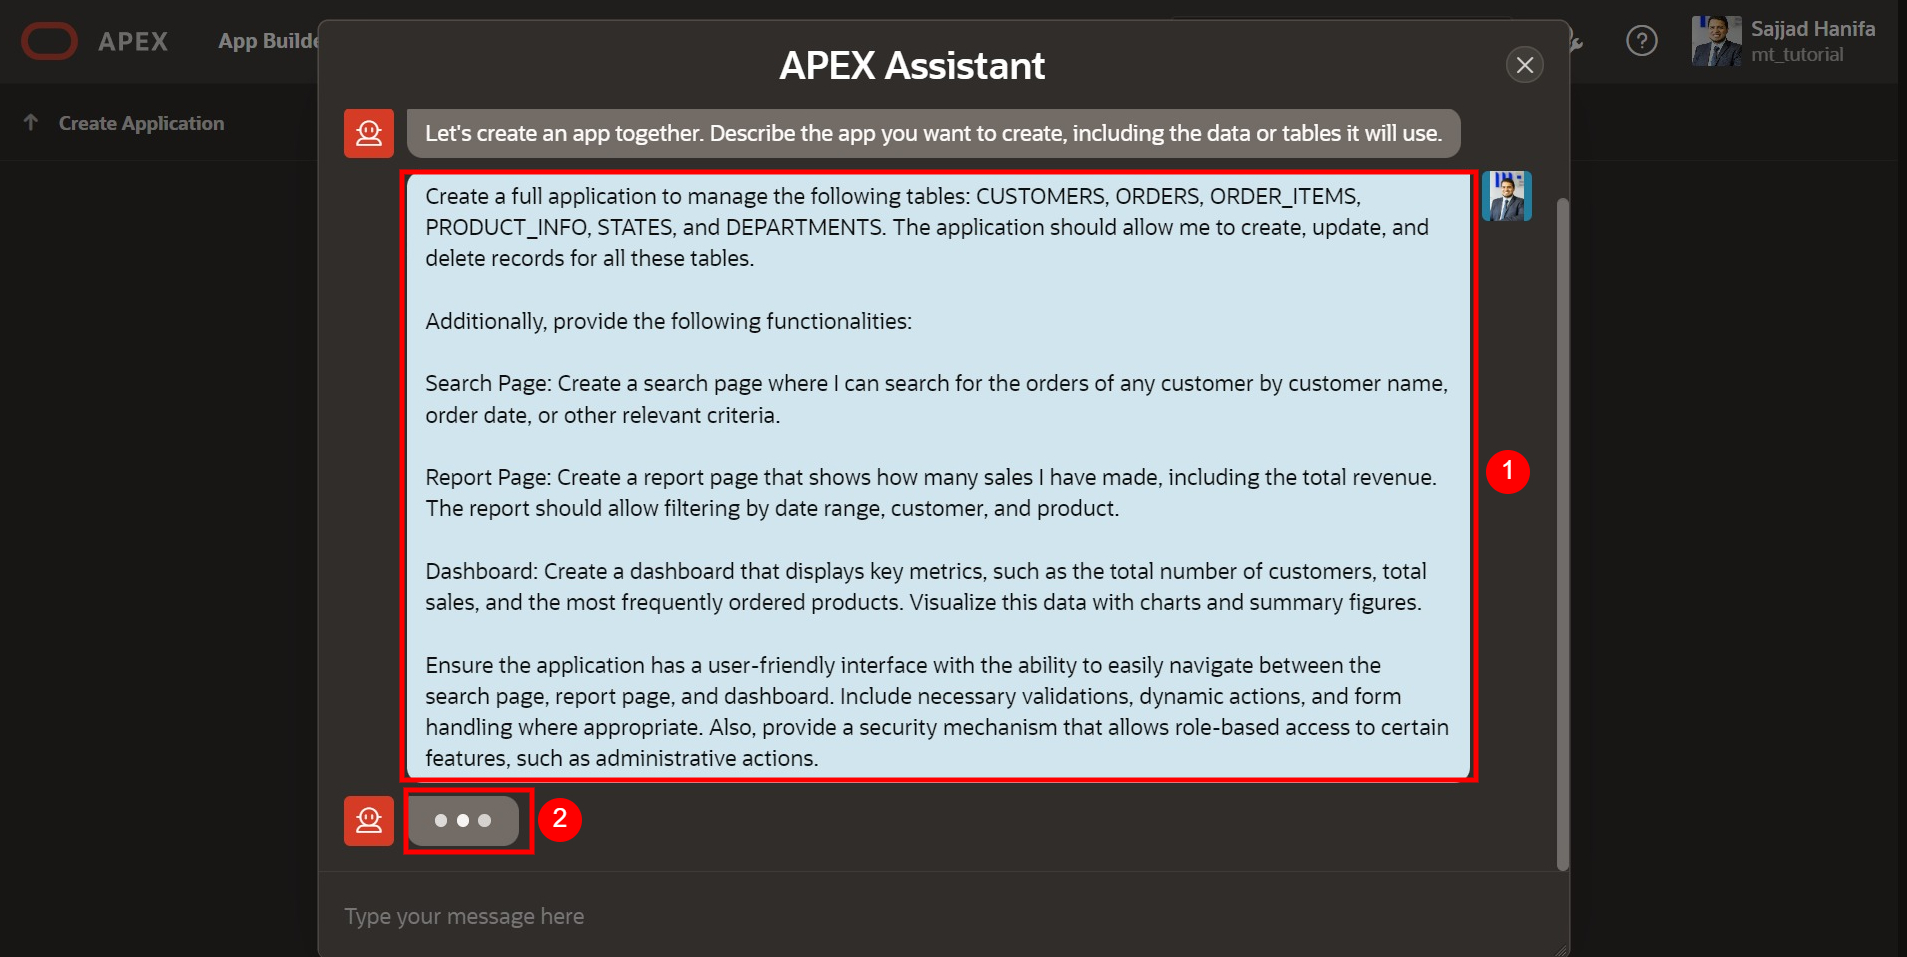 APEX
App Builde
APEX Assistant
?
Sajjad Hanifa
mt_tutorial
Create Application
Let's create an app together. Describe the app you want to create, including the data or tables it will use.
Create a full application to manage the following tables: CUSTOMERS, ORDERS, ORDER_ITEMS,
PRODUCT_INFO, STATES, and DEPARTMENTS. The application should allow me to create, update, and
delete records for all these tables.
Additionally, provide the following functionalities:
Search Page: Create a search page where I can search for the orders of any customer by customer name,
order date, or other relevant criteria.
Report Page: Create a report page that shows how many sales I have made, including the total revenue.
The report should allow filtering by date range, customer, and product.
1
Dashboard: Create a dashboard that displays key metrics, such as the total number of customers, total
sales, and the most frequently ordered products. Visualize this data with charts and summary figures.
Ensure the application has a user-friendly interface with the ability to easily navigate between the
search page, report page, and dashboard. Include necessary validations, dynamic actions, and form
handling where appropriate. Also, provide a security mechanism that allows role-based access to certain
features, such as administrative actions.
2
Type your message here